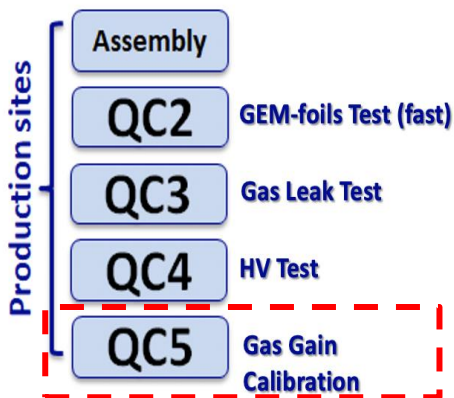 Production sites
Assembly
QC2
GEM-foils Test (fast)
QC3
Gas Leak Test
QC4
HV Test
QC5
Gas Gain
Calibration